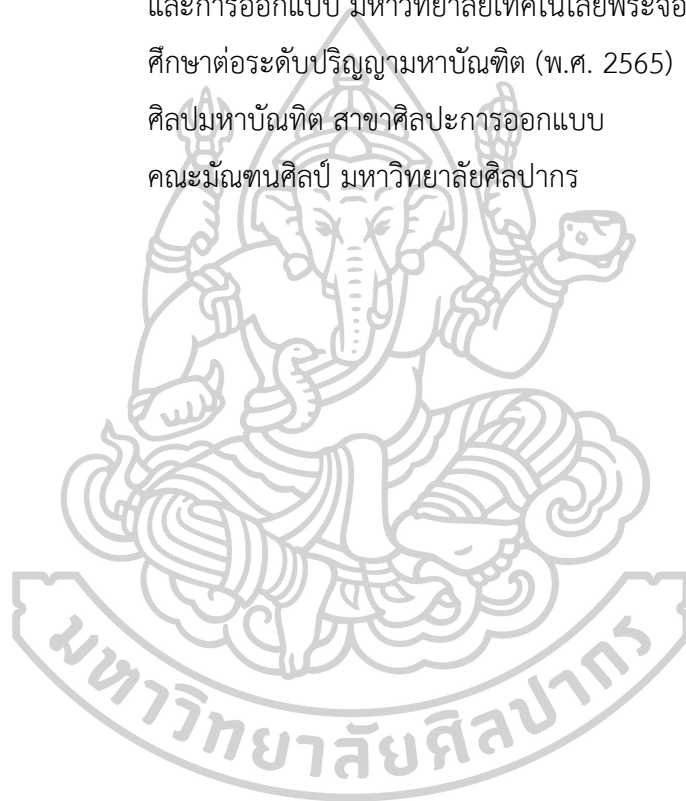 และการออกแบบ มหาวิทยาลัยเทคโนโลยีพระจอ
ศึกษาต่อระดับปริญญามหาบัณฑิต (พ.ศ. 2565)
ศิลปมหาบัณทิต สาขาศิลปะการออกแบบ
คณะมัณฑนศิลป์ มหาวิทยาลัยศิลปากร
มหาวิทยาลัยศิลปากร